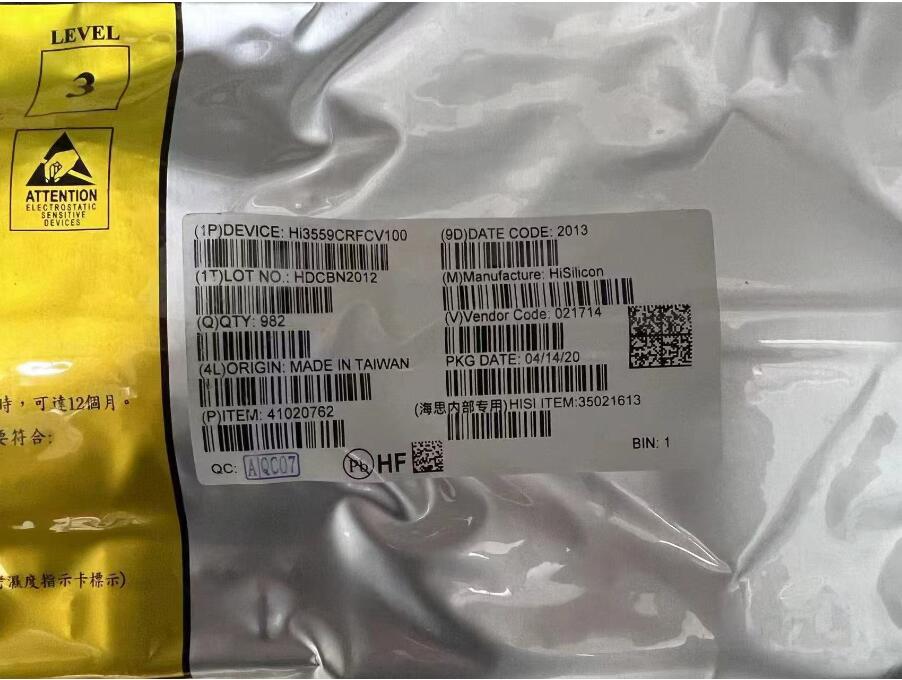 LEVEL
3
ATTENTION
ELECTROSTATIC
SENSITIVE
DEVICES
時，可達12個月。
要符合:
濕度指示卡標示)
(1P)DEVICE: Hi3559CRFCV100
(1T)LOT NO.: HDCBN2012
(Q)QTY: 982
(4L)ORIGIN: MADE IN TAIWAN
(P)ITEM: 41020762
QC: AQC07
Pb HF
(9D)DATE CODE: 2013
(M)Manufacture: HiSilicon
(V)Vendor Code: 021714
PKG DATE: 04/14/20
(海思内部专用)HISI ITEM:35021613
BIN: 1